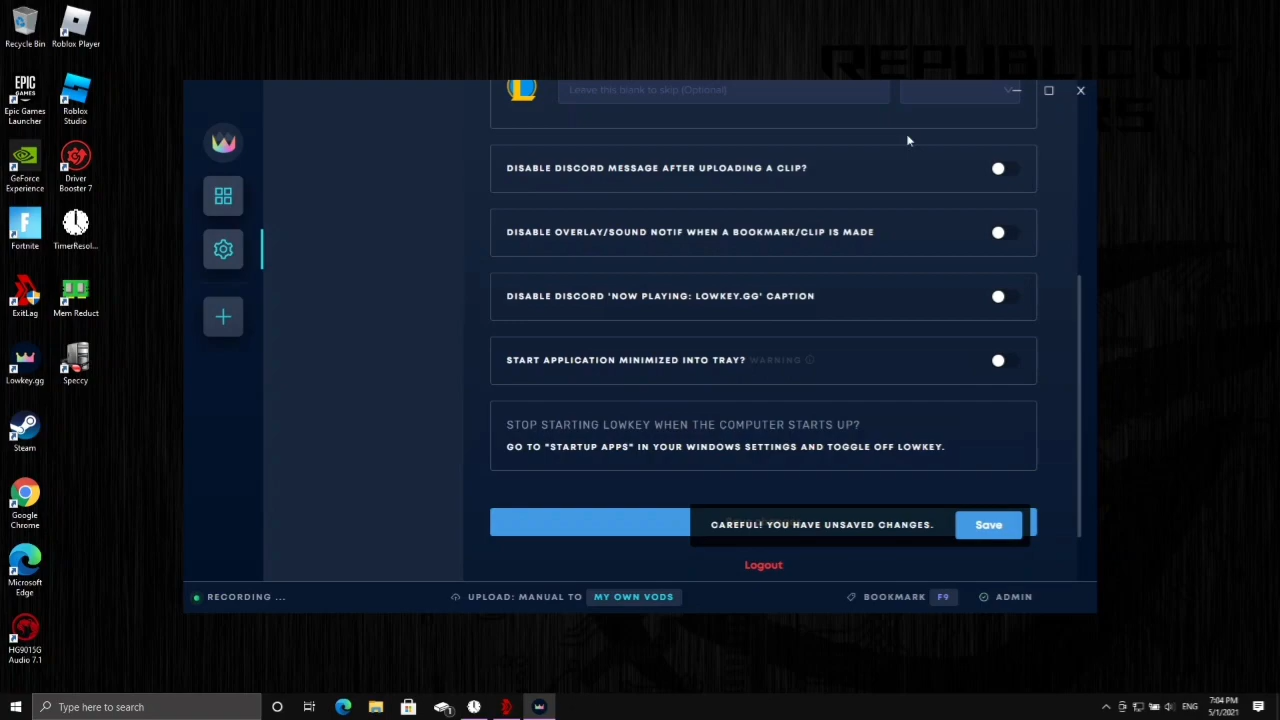 Recycle Bin
Roblox Player
EPIC
GAMES
Epic Games
Launcher
Roblox
Studio
GeForce
Experience
Driver
Booster 7
Fortnite
TimerResol...
ExitLag
Mem Reduct
Lowkey.gg
Speccy
Steam
Google
Chrome
Microsoft
Edge
HG9015G
Audio 7.1
REPUBLIC OF
Leave this blank to skip (Optional)
DISABLE DISCORD MESSAGE AFTER UPLOADING A CLIP?
DISABLE OVERLAY/SOUND NOTIF WHEN A BOOKMARK/CLIP IS MADE
DISABLE DISCORD 'NOW PLAYING: LOWKEY.GG' CAPTION
START APPLICATION MINIMIZED INTO TRAY? WARNING
STOP STARTING LOWKEY WHEN THE COMPUTER STARTS UP?
GO TO "STARTUP APPS" IN YOUR WINDOWS SETTINGS AND TOGGLE OFF LOWKEY.
CAREFUL! YOU HAVE UNSAVED CHANGES. Save
Logout
RECORDING ... UPLOAD: MANUAL TO MY OWN VODS BOOKMARK F9 ADMIN
Type here to search
ENG
7:04 PM
5/1/2021